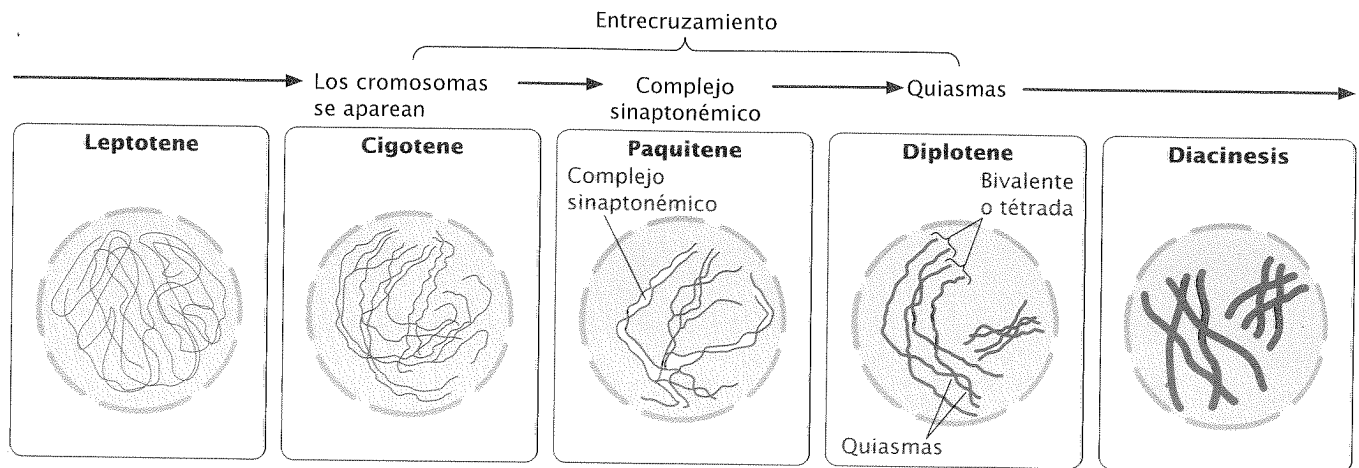 Entrecruzamiento
Los cromosomas
se aparean
Complejo
sinaptonémico
Quiasmas
Leptotene
Cigotene
Paquitene
Complejo
sinaptonémico
Diplotene
Bivalente
o tétrada
Quiasmas
Diacinesis